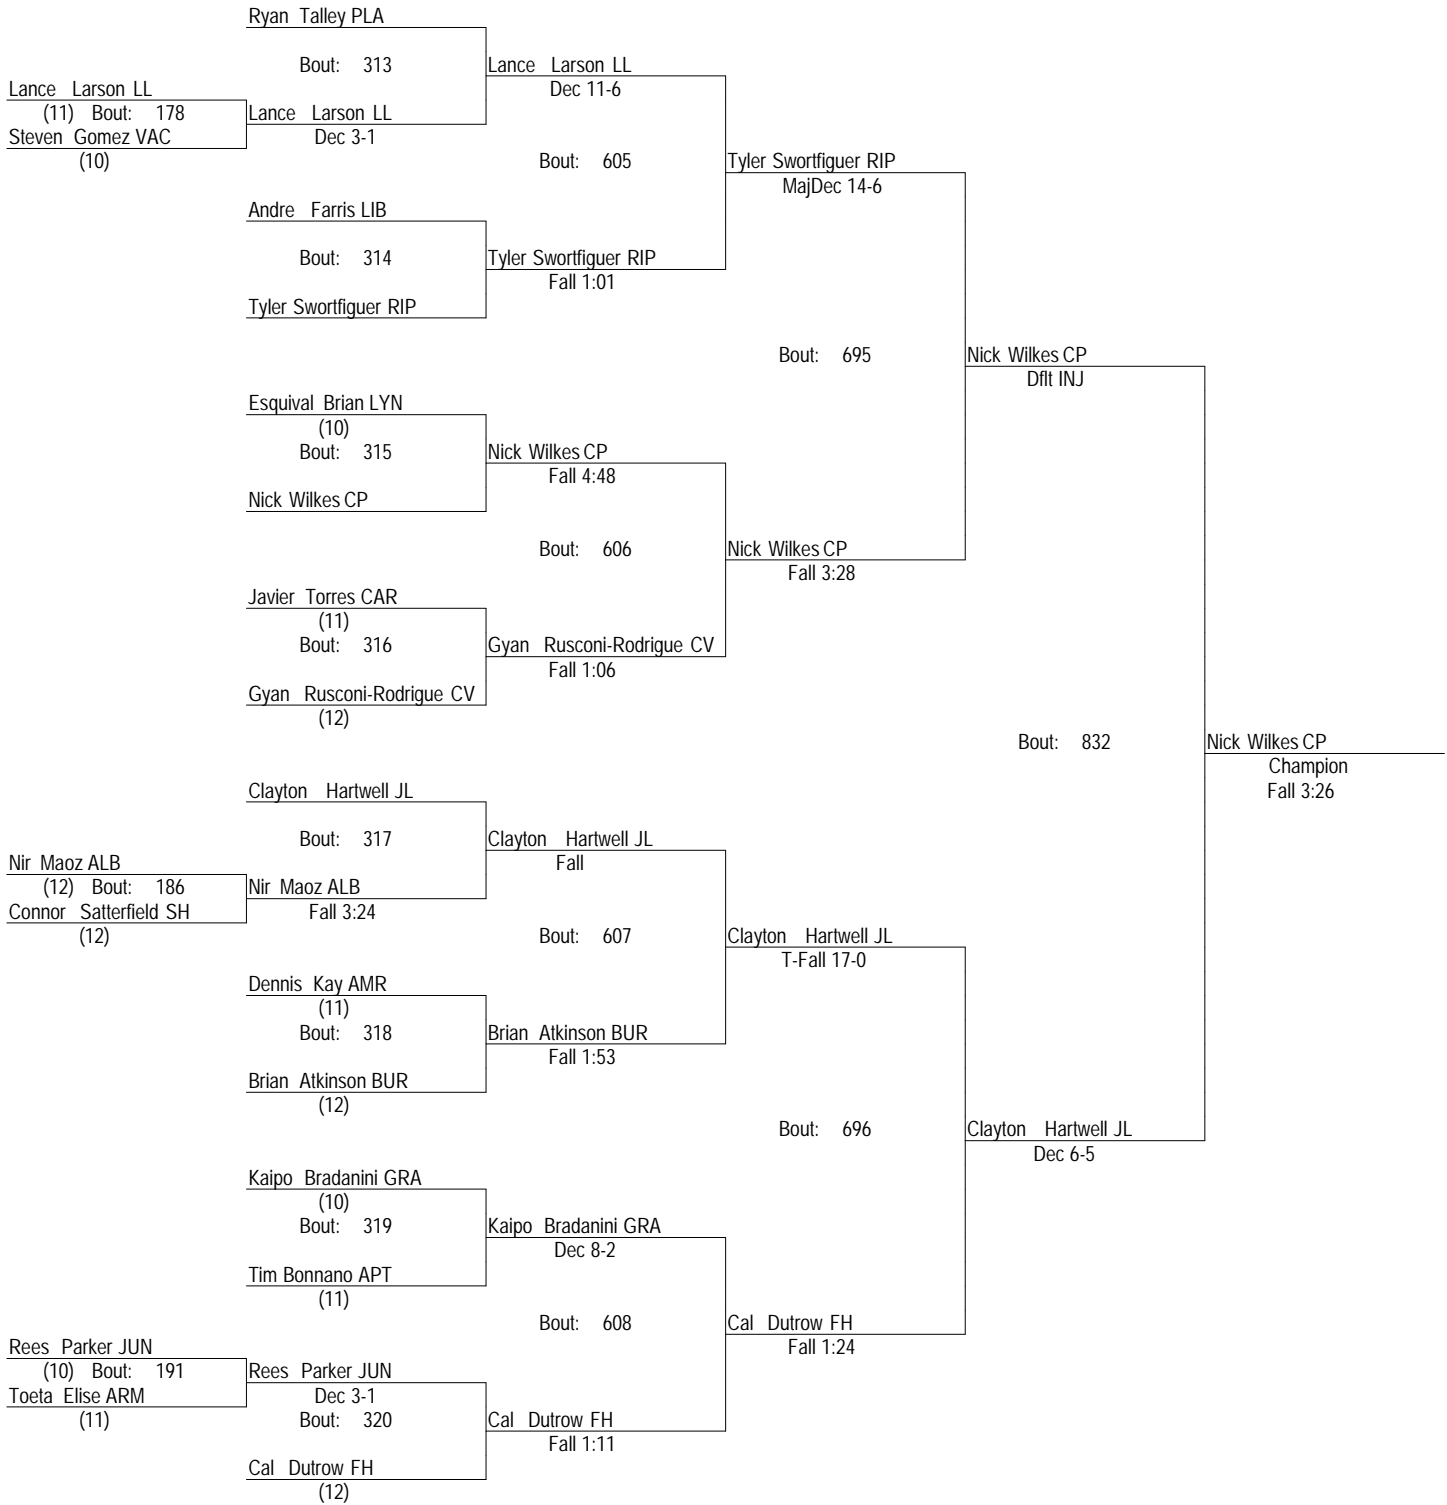 Ryan Talley PLA
Bout: 313
Lance Larson LL
Dec 11-6
Lance Larson LL
(11) Bout: 178
Lance Larson LL
Dec 3-1
Steven Gomez VAC
(10)
Bout: 605
Tyler Swortfiguer RIP
MajDec 14-6
Andre Farris LIB
Bout: 314
Tyler Swortfiguer RIP
Fall 1:01
Tyler Swortfiguer RIP
Bout: 695
Nick Wilkes CP
Dflt INJ
Esquival Brian LYN
(10)
Bout: 315
Nick Wilkes CP
Fall 4:48
Nick Wilkes CP
Bout: 606
Nick Wilkes CP
Fall 3:28
Javier Torres CAR
(11)
Bout: 316
Gyan Rusconi-Rodrigue CV
Fall 1:06
Gyan Rusconi-Rodrigue CV
(12)
Bout: 832
Nick Wilkes CP
Champion
Fall 3:26
Clayton Hartwell JL
Bout: 317
Clayton Hartwell JL
Fall
Nir Maoz ALB
(12) Bout: 186
Nir Maoz ALB
Fall 3:24
Connor Satterfield SH
(12)
Bout: 607
Clayton Hartwell JL
T-Fall 17-0
Dennis Kay AMR
(11)
Bout: 318
Brian Atkinson BUR
Fall 1:53
Brian Atkinson BUR
(12)
Bout: 696
Clayton Hartwell JL
Dec 6-5
Kaipo Bradanini GRA
(10)
Bout: 319
Kaipo Bradanini GRA
Dec 8-2
Tim Bonnano APT
(11)
Bout: 608
Cal Dutrow FH
Fall 1:24
Rees Parker JUN
(10) Bout: 191
Rees Parker JUN
Dec 3-1
Toeta Elise ARM
(11)
Bout: 320
Cal Dutrow FH
Fall 1:11
Cal Dutrow FH
(12)